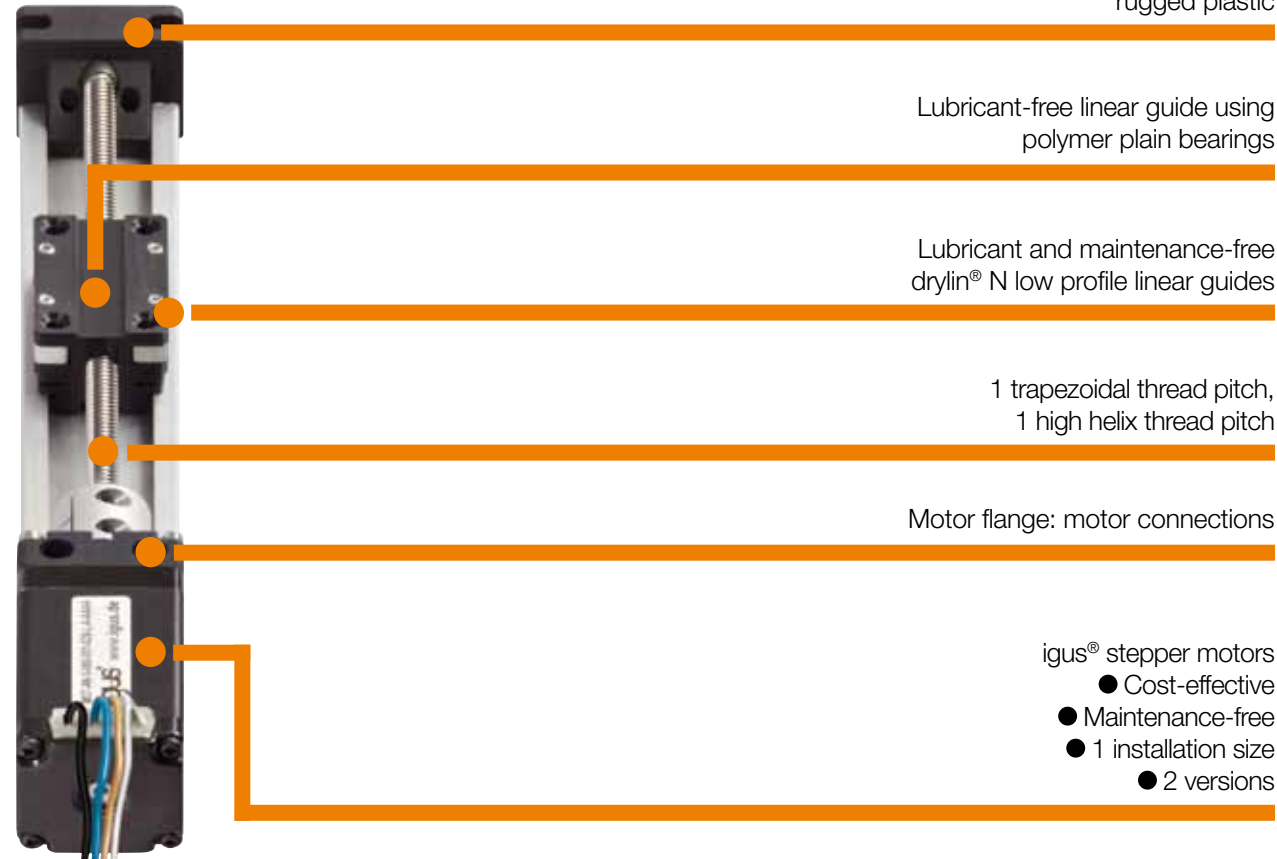 rugged plastic
Lubricant-free linear guide using
polymer plain bearings
Lubricant and maintenance-free
drylin® N low profile linear guides
1 trapezoidal thread pitch,
1 high helix thread pitch
Motor flange: motor connections
igus® stepper motors
● Cost-effective
● Maintenance-free
● 1 installation size
● 2 versions